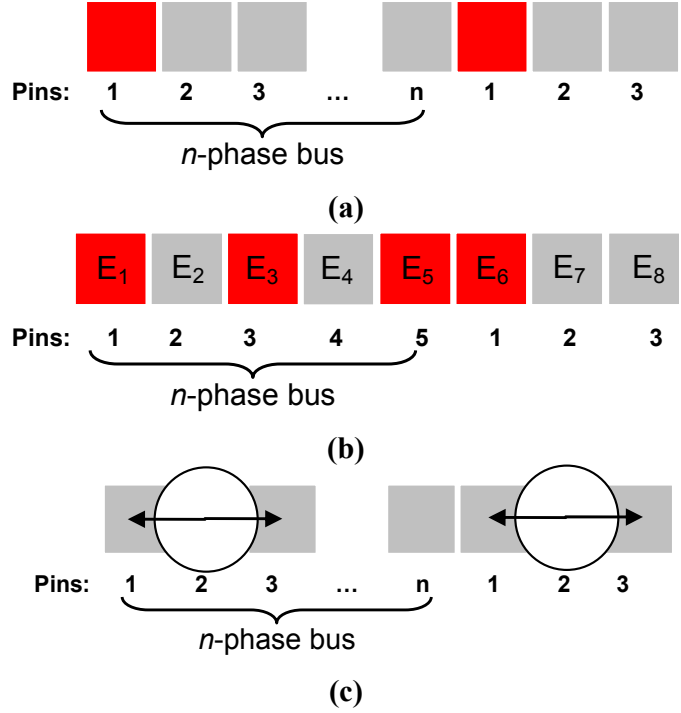 Pins: 1 2 3 ... n 1 2 3
n-phase bus
(a)
E1 E2 E3 E4 E5 E6 E7 E8
Pins: 1 2 3 4 5 1 2 3
n-phase bus
(b)
Pins: 1 2 3 ... n 1 2 3
n-phase bus
(c)